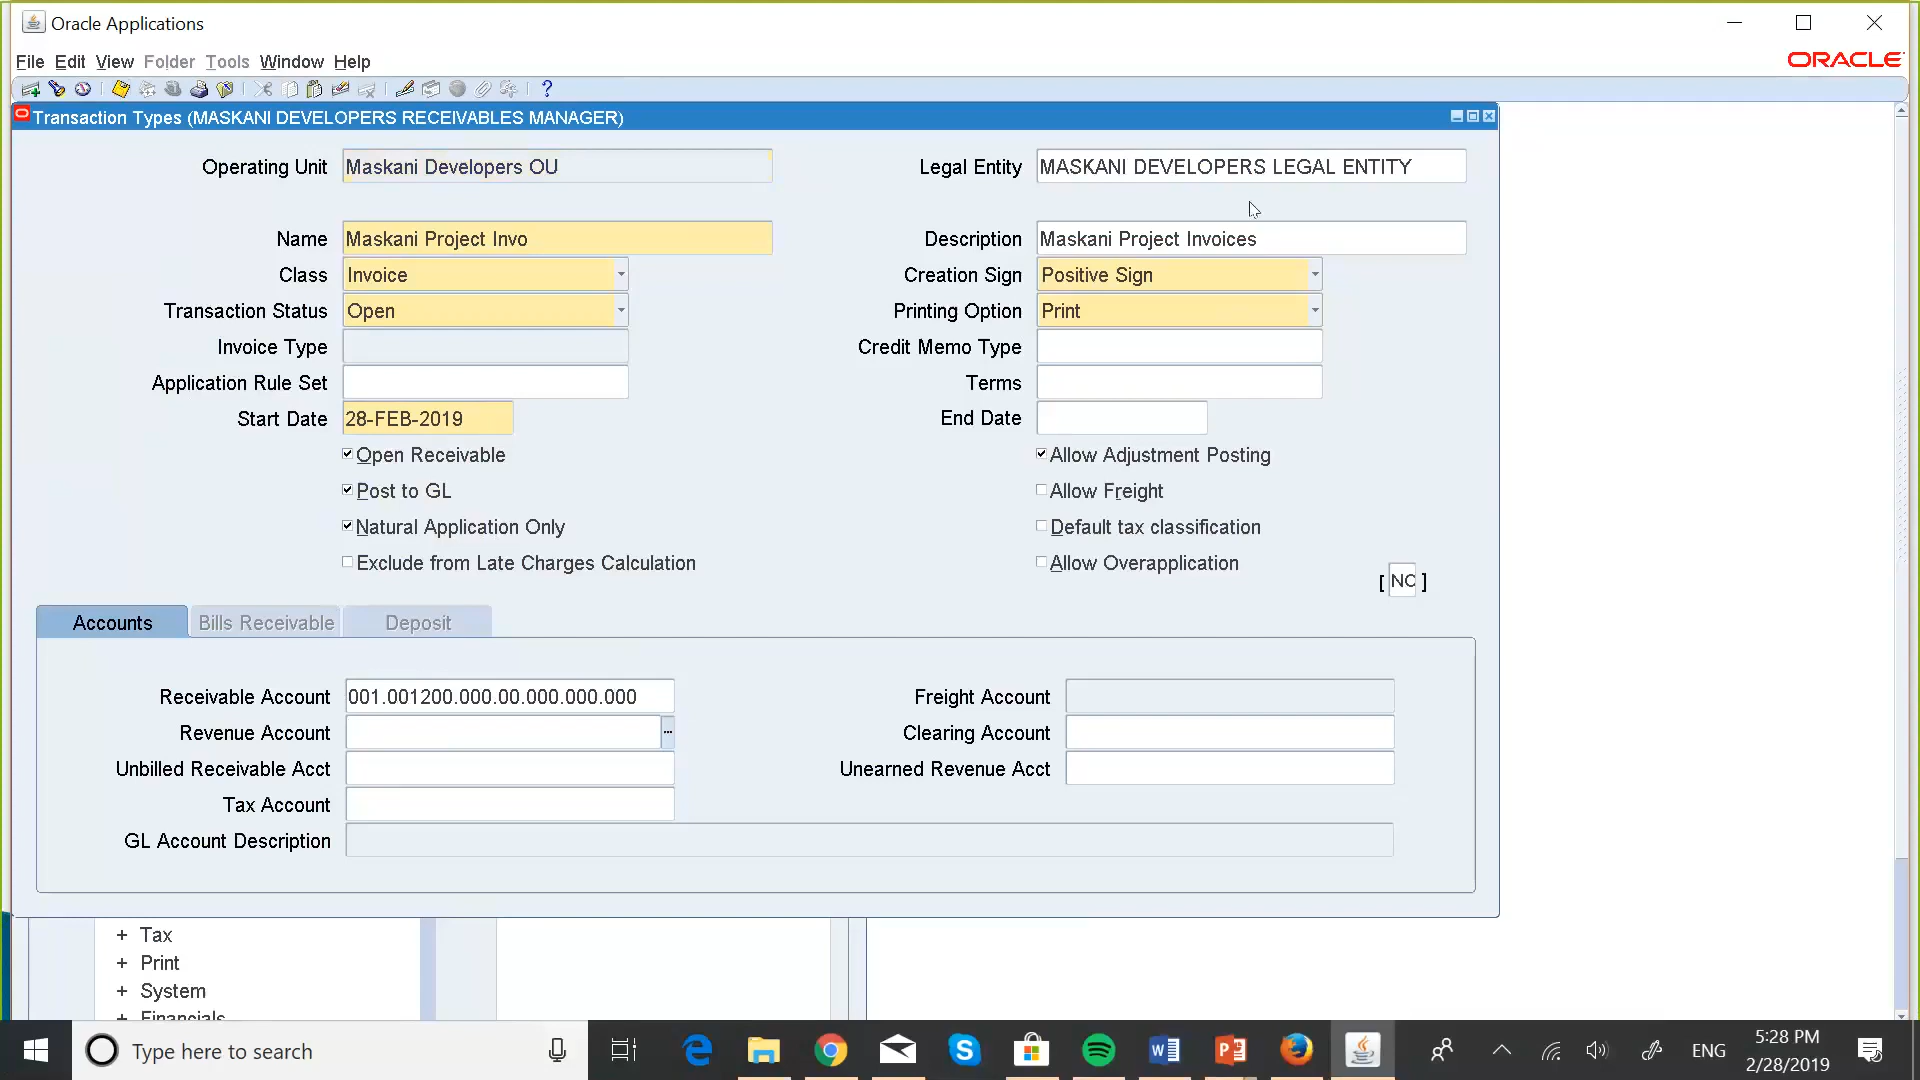 Oracle Applications
File Edit View Folder Tools Window Help
ORACLE
Transaction Types (MASKANI DEVELOPERS RECEIVABLES MANAGER)
Operating Unit Maskani Developers OU Legal Entity MASKANI DEVELOPERS LEGAL ENTITY
Name Maskani Project Invo Description Maskani Project Invoices
Class Invoice Creation Sign Positive Sign
Transaction Status Open Printing Option Print
Invoice Type Credit Memo Type
Application Rule Set Terms
Start Date 28-FEB-2019 End Date
Open Receivable Allow Adjustment Posting
Post to GL Allow Freight
Natural Application Only Default tax classification
Exclude from Late Charges Calculation Allow Overapplication
[ NO ]
Accounts Bills Receivable Deposit
Receivable Account 001.001200.000.00.000.000.000 Freight Account
Revenue Account ... Clearing Account
Unbilled Receivable Acct Unearned Revenue Acct
Tax Account
GL Account Description
+ Tax
+ Print
+ System
+ Financials
Type here to search
ENG
5:28 PM
2/28/2019